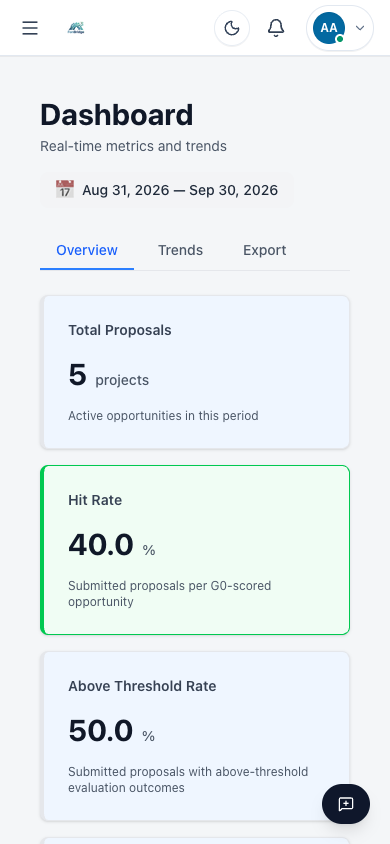 AA
Dashboard
Real-time metrics and trends
17 Aug 31, 2026 — Sep 30, 2026
Overview Trends Export
Total Proposals
5 projects
Active opportunities in this period
Hit Rate
40.0 %
Submitted proposals per G0-scored
opportunity
Above Threshold Rate
50.0 %
Submitted proposals with above-threshold
evaluation outcomes